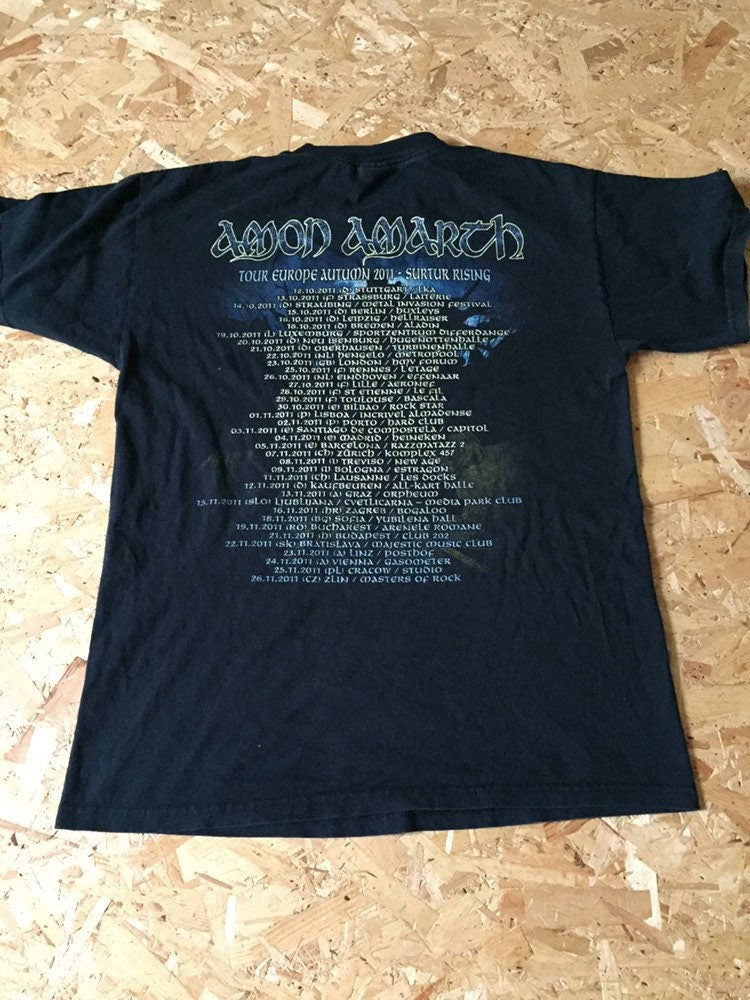 AMON AMARTH
TOUR EUROPE AUTUMN 2011 - SURTUR RISING
12.10.2011 (D) STUTTGART / LKA
13.10.2011 (F) STRASSBURG / LAITERIE
14.10.2011 (D) STRAUBING / METAL INVASION FESTIVAL
15.10.2011 (D) BERLIN / HUXLEYS
16.10.2011 (D) LEIPZIG / HELLRAISER
18.10.2011 (D) BREMEN / ALADIN
19.10.2011 (L) LUXEMBURG / SPORTZENTRUM DIFFERDANGE
20.10.2011 (D) NEU ISENBURG / HUGENOTTENHALLE
21.10.2011 (D) OBERHAUSEN / TURBINENHALLE
22.10.2011 (NL) HENGELO / METROPOOL
23.10.2011 (GB) LONDON / HMV FORUM
25.10.2011 (F) RENNES / L'ETAGE
26.10.2011 (NL) EINDHOVEN / EFFENAAR
27.10.2011 (F) LILLE / AERONEF
28.10.2011 (F) ST ETIENNE / LE FIL
29.10.2011 (F) TOULOUSE / BASCALA
30.10.2011 (E) BILBAO / ROCK STAR
01.11.2011 (P) LISBOA / INCRIVEL ALMADENSE
02.11.2011 (P) PORTO / HARD CLUB
03.11.2011 (E) SANTIAGO DE COMPOSTELA / CAPITOL
04.11.2011 (E) MADRID / HEINEKEN
05.11.2011 (E) BARCELONA / RAZZMATAZZ 2
07.11.2011 (CH) ZÜRICH / KOMPLEX 457
08.11.2011 (I) TREVISO / NEW AGE
09.11.2011 (I) BOLOGNA / ESTRAGON
11.11.2011 (CH) LAUSANNE / LES DOCKS
12.11.2011 (D) KAUFBEUREN / ALL-KART HALLE
13.11.2011 (A) GRAZ / ORPHEUM
15.11.2011 (SLO) LJUBLJANA / CVETLICARNA - MEDIA PARK CLUB
16.11.2011 (HR) ZAGREB / BOGALOO
18.11.2011 (BG) SOFIA / YUBILENA HALL
19.11.2011 (RO) BUCHAREST / ARENELE ROMANE
21.11.2011 (H) BUDAPEST / CLUB 202
22.11.2011 (SK) BRATISLAVA / MAJESTIC MUSIC CLUB
23.11.2011 (A) LINZ / POSTHOF
24.11.2011 (A) VIENNA / GASOMETER
25.11.2011 (PL) CRACOW / STUDIO
26.11.2011 (CZ) ZLIN / MASTERS OF ROCK